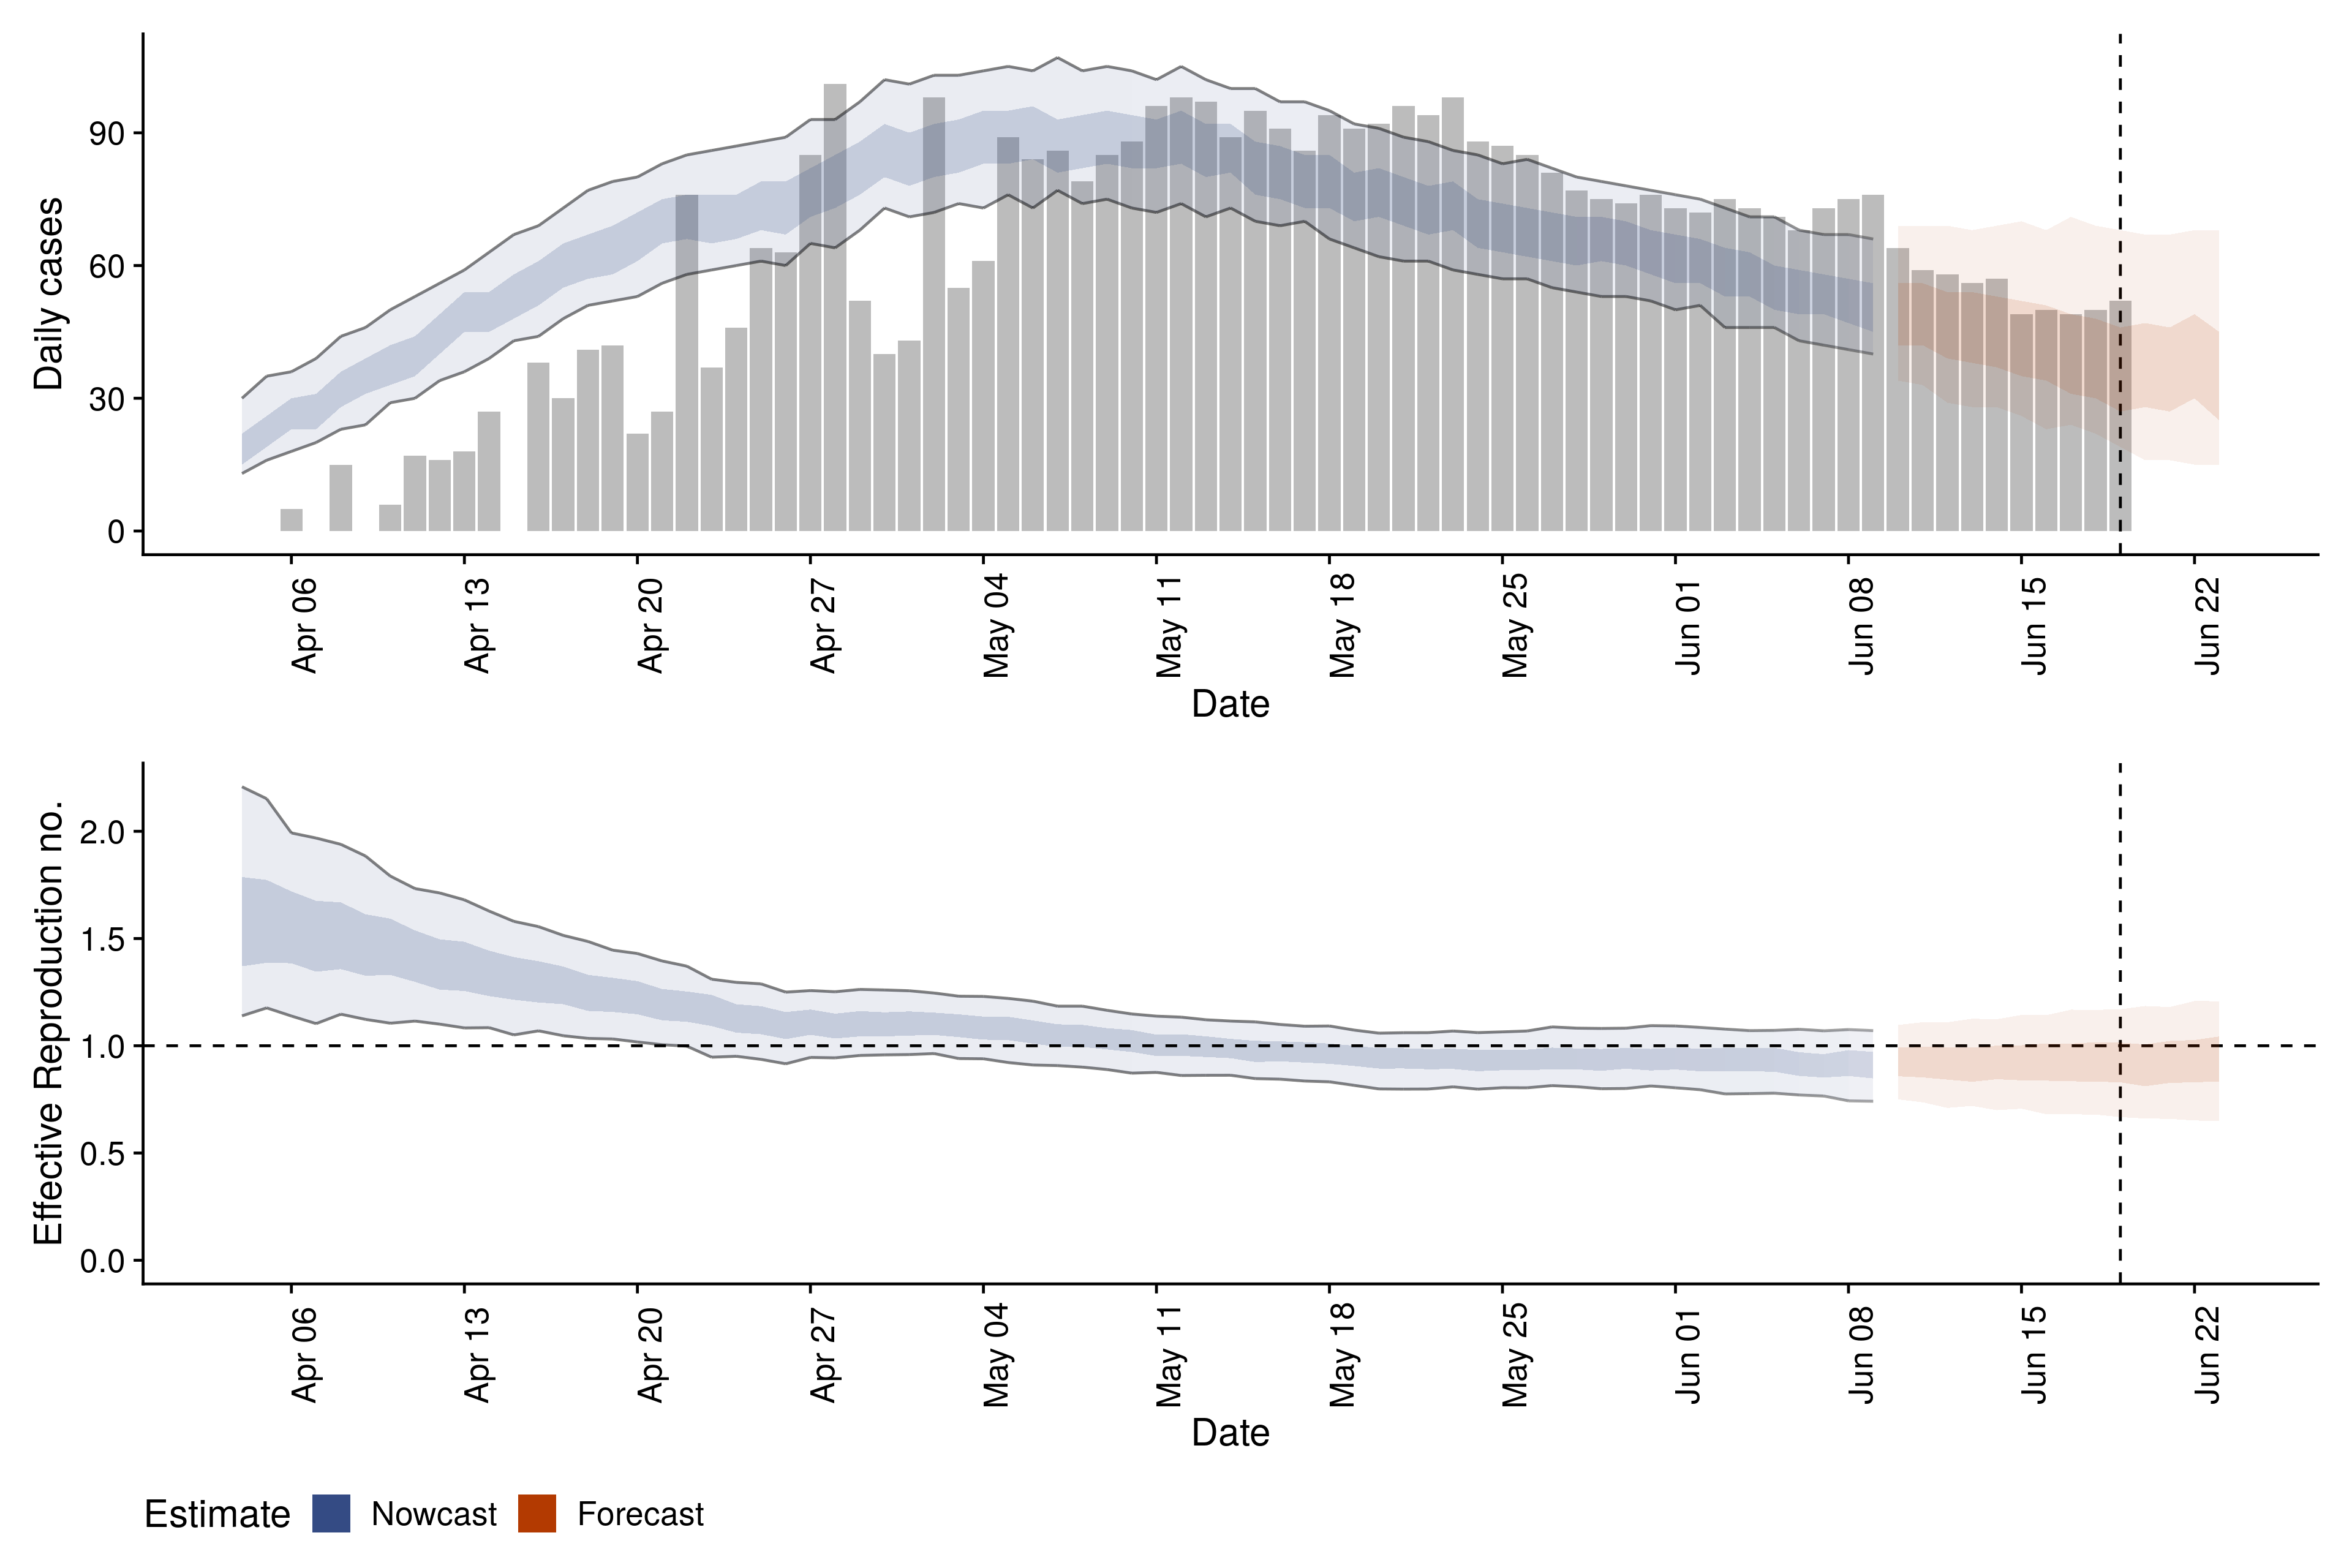 Daily cases
90
60
30
0
Apr 06
Apr 13
Apr 20
Apr 27
May 04
May 11
May 18
May 25
Jun 01
Jun 08
Jun 15
Jun 22
Date
Effective Reproduction no.
2.0
1.5
1.0
0.5
0.0
Apr 06
Apr 13
Apr 20
Apr 27
May 04
May 11
May 18
May 25
Jun 01
Jun 08
Jun 15
Jun 22
Date
Estimate Nowcast Forecast